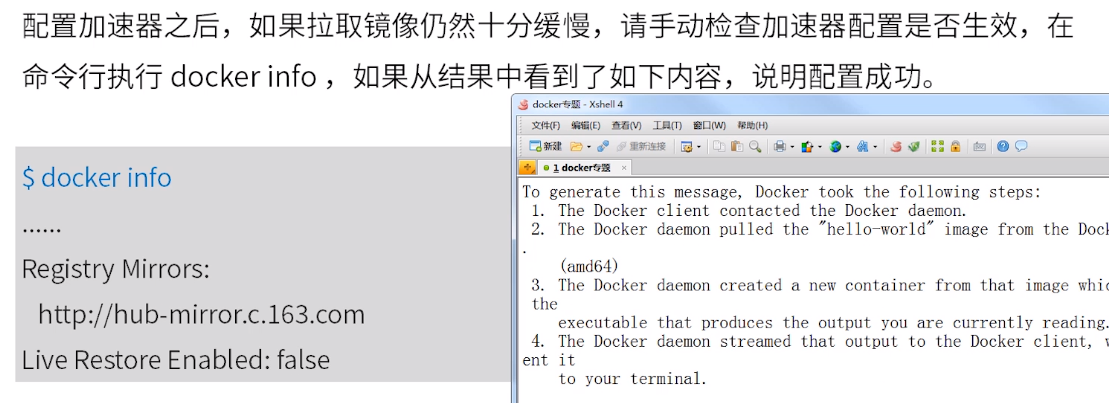 配置加速器之后，如果拉取镜像仍然十分缓慢，请手动检查加速器配置是否生效，在
命令行执行 docker info ，如果从结果中看到了如下内容，说明配置成功。
$ docker info
......
Registry Mirrors:
http://hub-mirror.c.163.com
Live Restore Enabled: false
docker专题 - Xshell 4
文件(F) 编辑(E) 查看(V) 工具(T) 窗口(W) 帮助(H)
新建 重新连接
1 docker专题 ×
To generate this message, Docker took the following steps:
1. The Docker client contacted the Docker daemon.
2. The Docker daemon pulled the "hello-world" image from the Dock
.
(amd64)
3. The Docker daemon created a new container from that image whic
the
executable that produces the output you are currently reading.
4. The Docker daemon streamed that output to the Docker client, w
ent it
to your terminal.